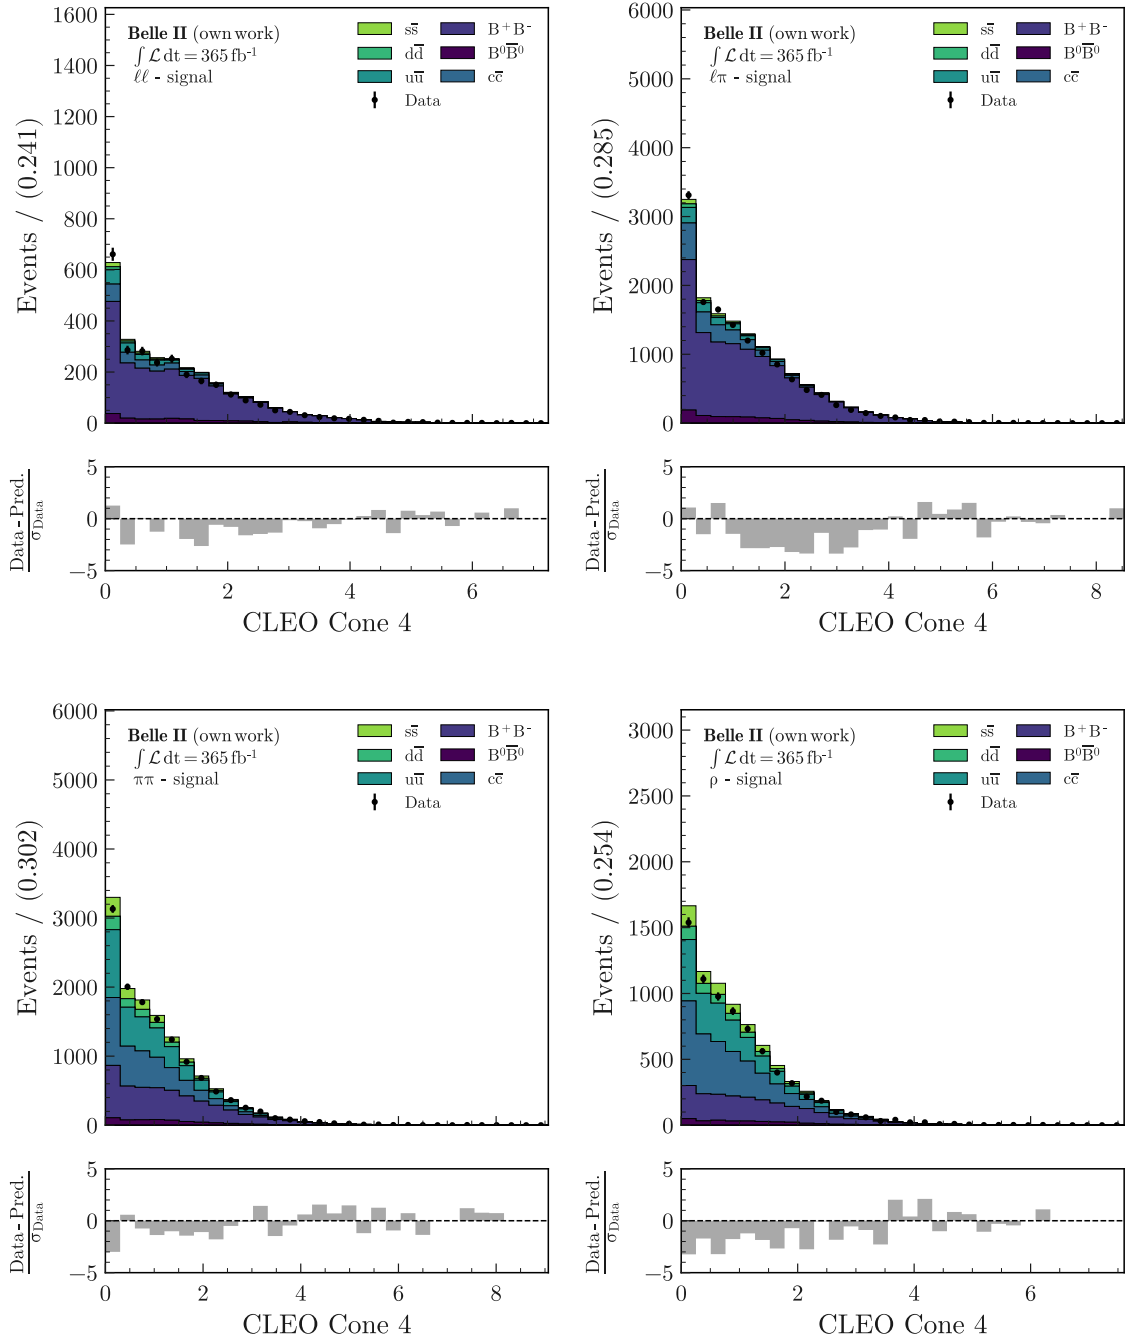 Belle II (own work)
∫ℒdt = 365 fb⁻¹
ℓℓ - signal
ss̄
dd̄
uū
B⁺B⁻
B⁰B̄⁰
cc̄
Data
Events / (0.241)
1600
1400
1200
1000
800
600
400
200
0
Data - Pred.
σData
5
0
−5
0
2
4
6
CLEO Cone 4
Belle II (own work)
∫ℒdt = 365 fb⁻¹
ℓπ - signal
ss̄
dd̄
uū
B⁺B⁻
B⁰B̄⁰
cc̄
Data
Events / (0.285)
6000
5000
4000
3000
2000
1000
0
Data - Pred.
σData
5
0
−5
0
2
4
6
8
CLEO Cone 4
Belle II (own work)
∫ℒdt = 365 fb⁻¹
ππ - signal
ss̄
dd̄
uū
B⁺B⁻
B⁰B̄⁰
cc̄
Data
Events / (0.302)
6000
5000
4000
3000
2000
1000
0
Data - Pred.
σData
5
0
−5
0
2
4
6
8
CLEO Cone 4
Belle II (own work)
∫ℒdt = 365 fb⁻¹
ρ - signal
ss̄
dd̄
uū
B⁺B⁻
B⁰B̄⁰
cc̄
Data
Events / (0.254)
3000
2500
2000
1500
1000
500
0
Data - Pred.
σData
5
0
−5
0
2
4
6
CLEO Cone 4